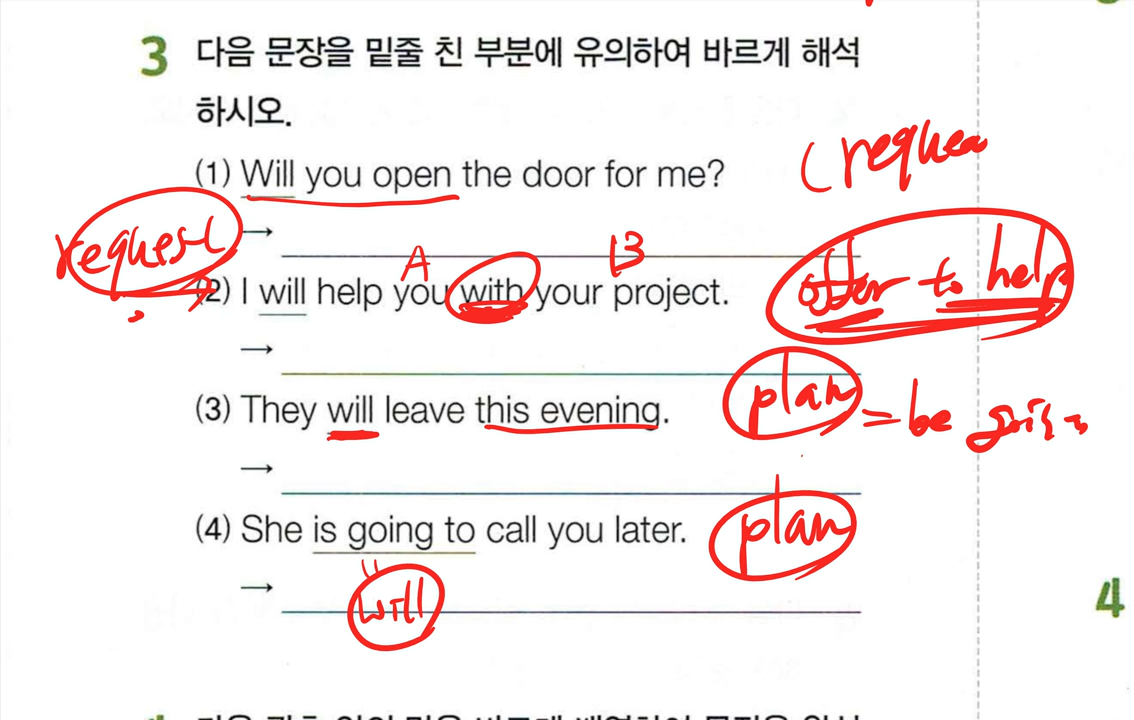 3 다음 문장을 밑줄 친 부분에 유의하여 바르게 해석
하시오.
(1) Will you open the door for me?
(reques
request
→
A
B
(2) I will help you with your project.
offer to help
→
(3) They will leave this evening.
plan = be going
→
(4) She is going to call you later.
plan
→
will
4